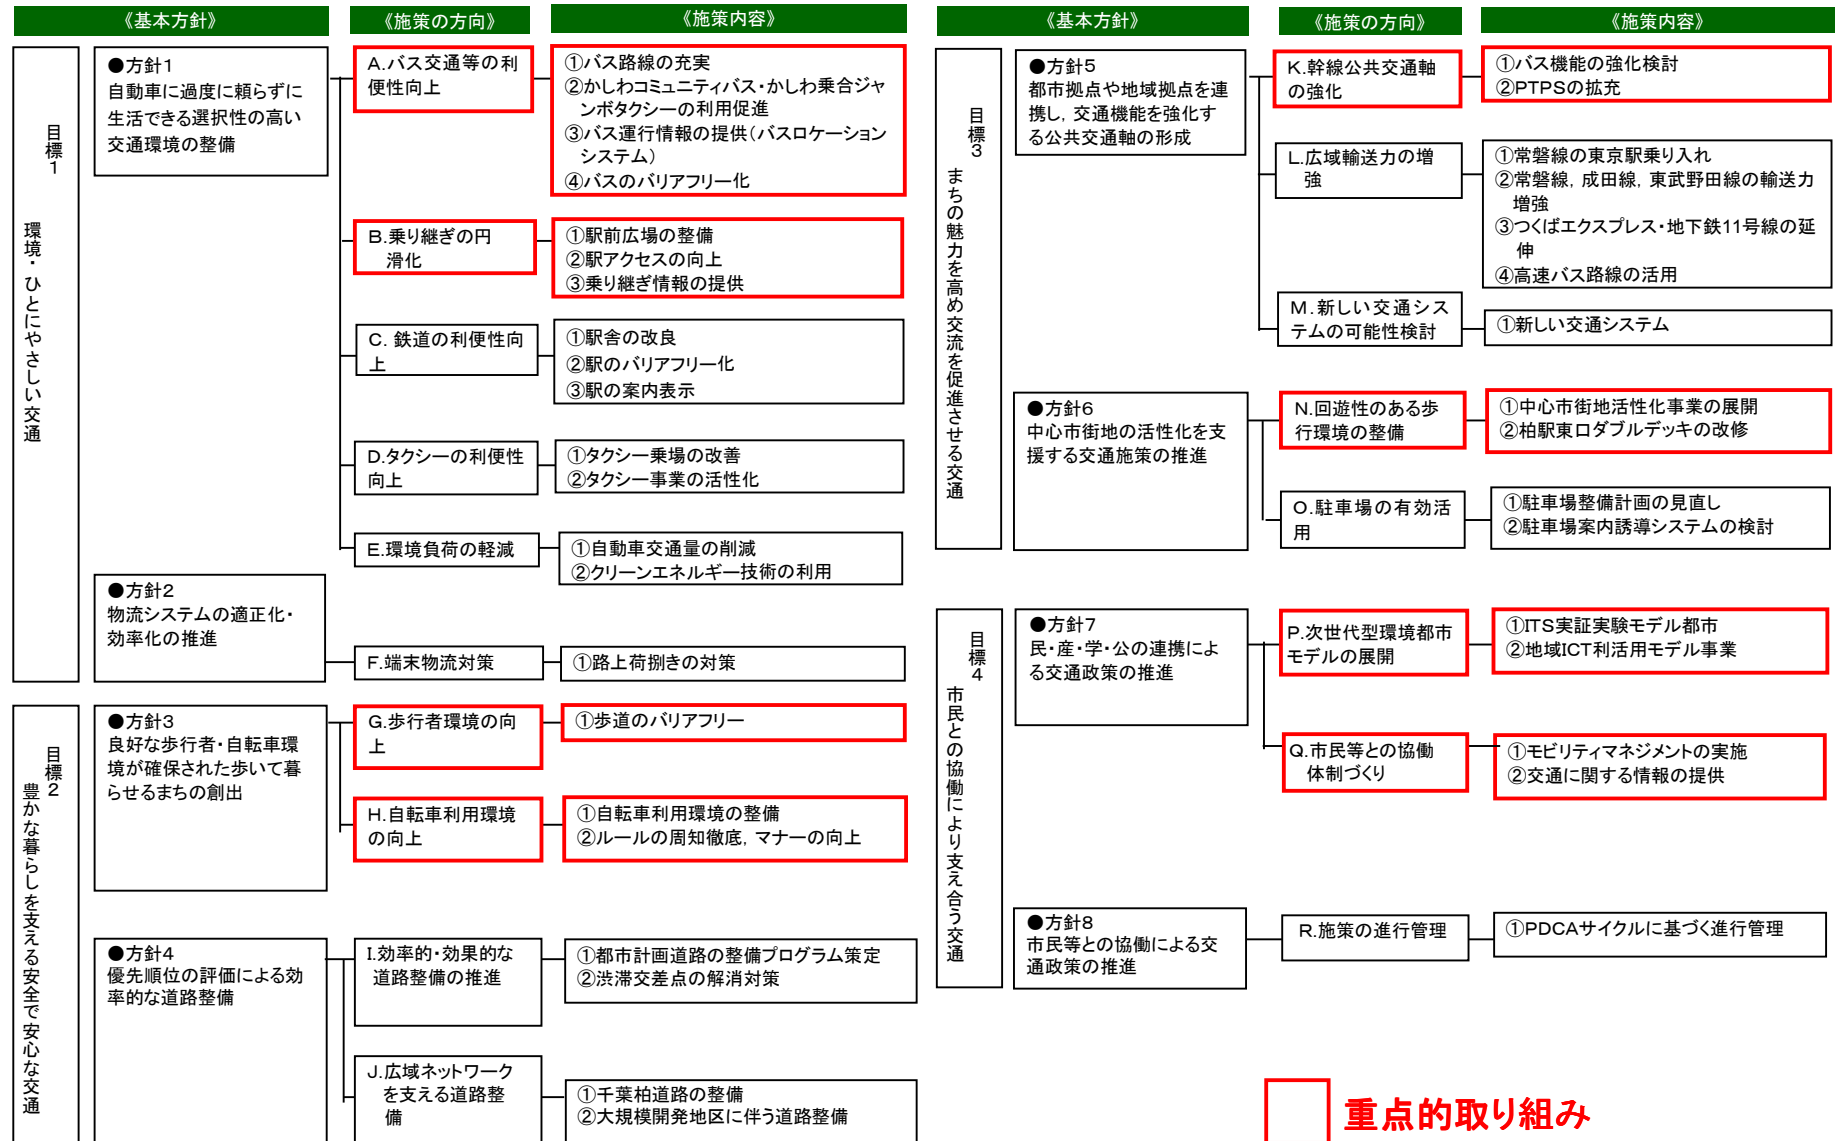 《基本方針》
《施策の方向》
《施策内容》
目標1
環境・ひとにやさしい交通
●方針1
自動車に過度に頼らずに
生活できる選択性の高い
交通環境の整備
A.バス交通等の利
便性向上
①バス路線の充実
②かしわコミュニティバス・かしわ乗合ジャ
ンボタクシーの利用促進
③バス運行情報の提供(バスロケーション
システム)
④バスのバリアフリー化
B.乗り継ぎの円
滑化
①駅前広場の整備
②駅アクセスの向上
③乗り継ぎ情報の提供
C. 鉄道の利便性向
上
①駅舎の改良
②駅のバリアフリー化
③駅の案内表示
D.タクシーの利便性
向上
①タクシー乗場の改善
②タクシー事業の活性化
E.環境負荷の軽減
①自動車交通量の削減
②クリーンエネルギー技術の利用
●方針2
物流システムの適正化・
効率化の推進
F.端末物流対策
①路上荷捌きの対策
目標2
豊かな暮らしを支える安全で安心な交通
●方針3
良好な歩行者・自転車環
境が確保された歩いて暮
らせるまちの創出
G.歩行者環境の向
上
①歩道のバリアフリー
H.自転車利用環境
の向上
①自転車利用環境の整備
②ルールの周知徹底, マナーの向上
●方針4
優先順位の評価による効
率的な道路整備
I.効率的・効果的な
道路整備の推進
①都市計画道路の整備プログラム策定
②渋滞交差点の解消対策
J.広域ネットワーク
を支える道路整
備
①千葉柏道路の整備
②大規模開発地区に伴う道路整備
《基本方針》
《施策の方向》
《施策内容》
目標3
まちの魅力を高め交流を促進させる交通
●方針5
都市拠点や地域拠点を連
携し, 交通機能を強化す
る公共交通軸の形成
K.幹線公共交通軸
の強化
①バス機能の強化検討
②PTPSの拡充
L.広域輸送力の増
強
①常磐線の東京駅乗り入れ
②常磐線, 成田線, 東武野田線の輸送力
増強
③つくばエクスプレス・地下鉄11号線の延
伸
④高速バス路線の活用
M.新しい交通シス
テムの可能性検討
①新しい交通システム
●方針6
中心市街地の活性化を支
援する交通施策の推進
N.回遊性のある歩
行環境の整備
①中心市街地活性化事業の展開
②柏駅東口ダブルデッキの改修
O.駐車場の有効活
用
①駐車場整備計画の見直し
②駐車場案内誘導システムの検討
目標4
市民との協働により支え合う交通
●方針7
民・産・学・公の連携によ
る交通政策の推進
P.次世代型環境都市
モデルの展開
①ITS実証実験モデル都市
②地域ICT利活用モデル事業
Q.市民等との協働
体制づくり
①モビリティマネジメントの実施
②交通に関する情報の提供
●方針8
市民等との協働による交
通政策の推進
R.施策の進行管理
①PDCAサイクルに基づく進行管理
重点的取り組み